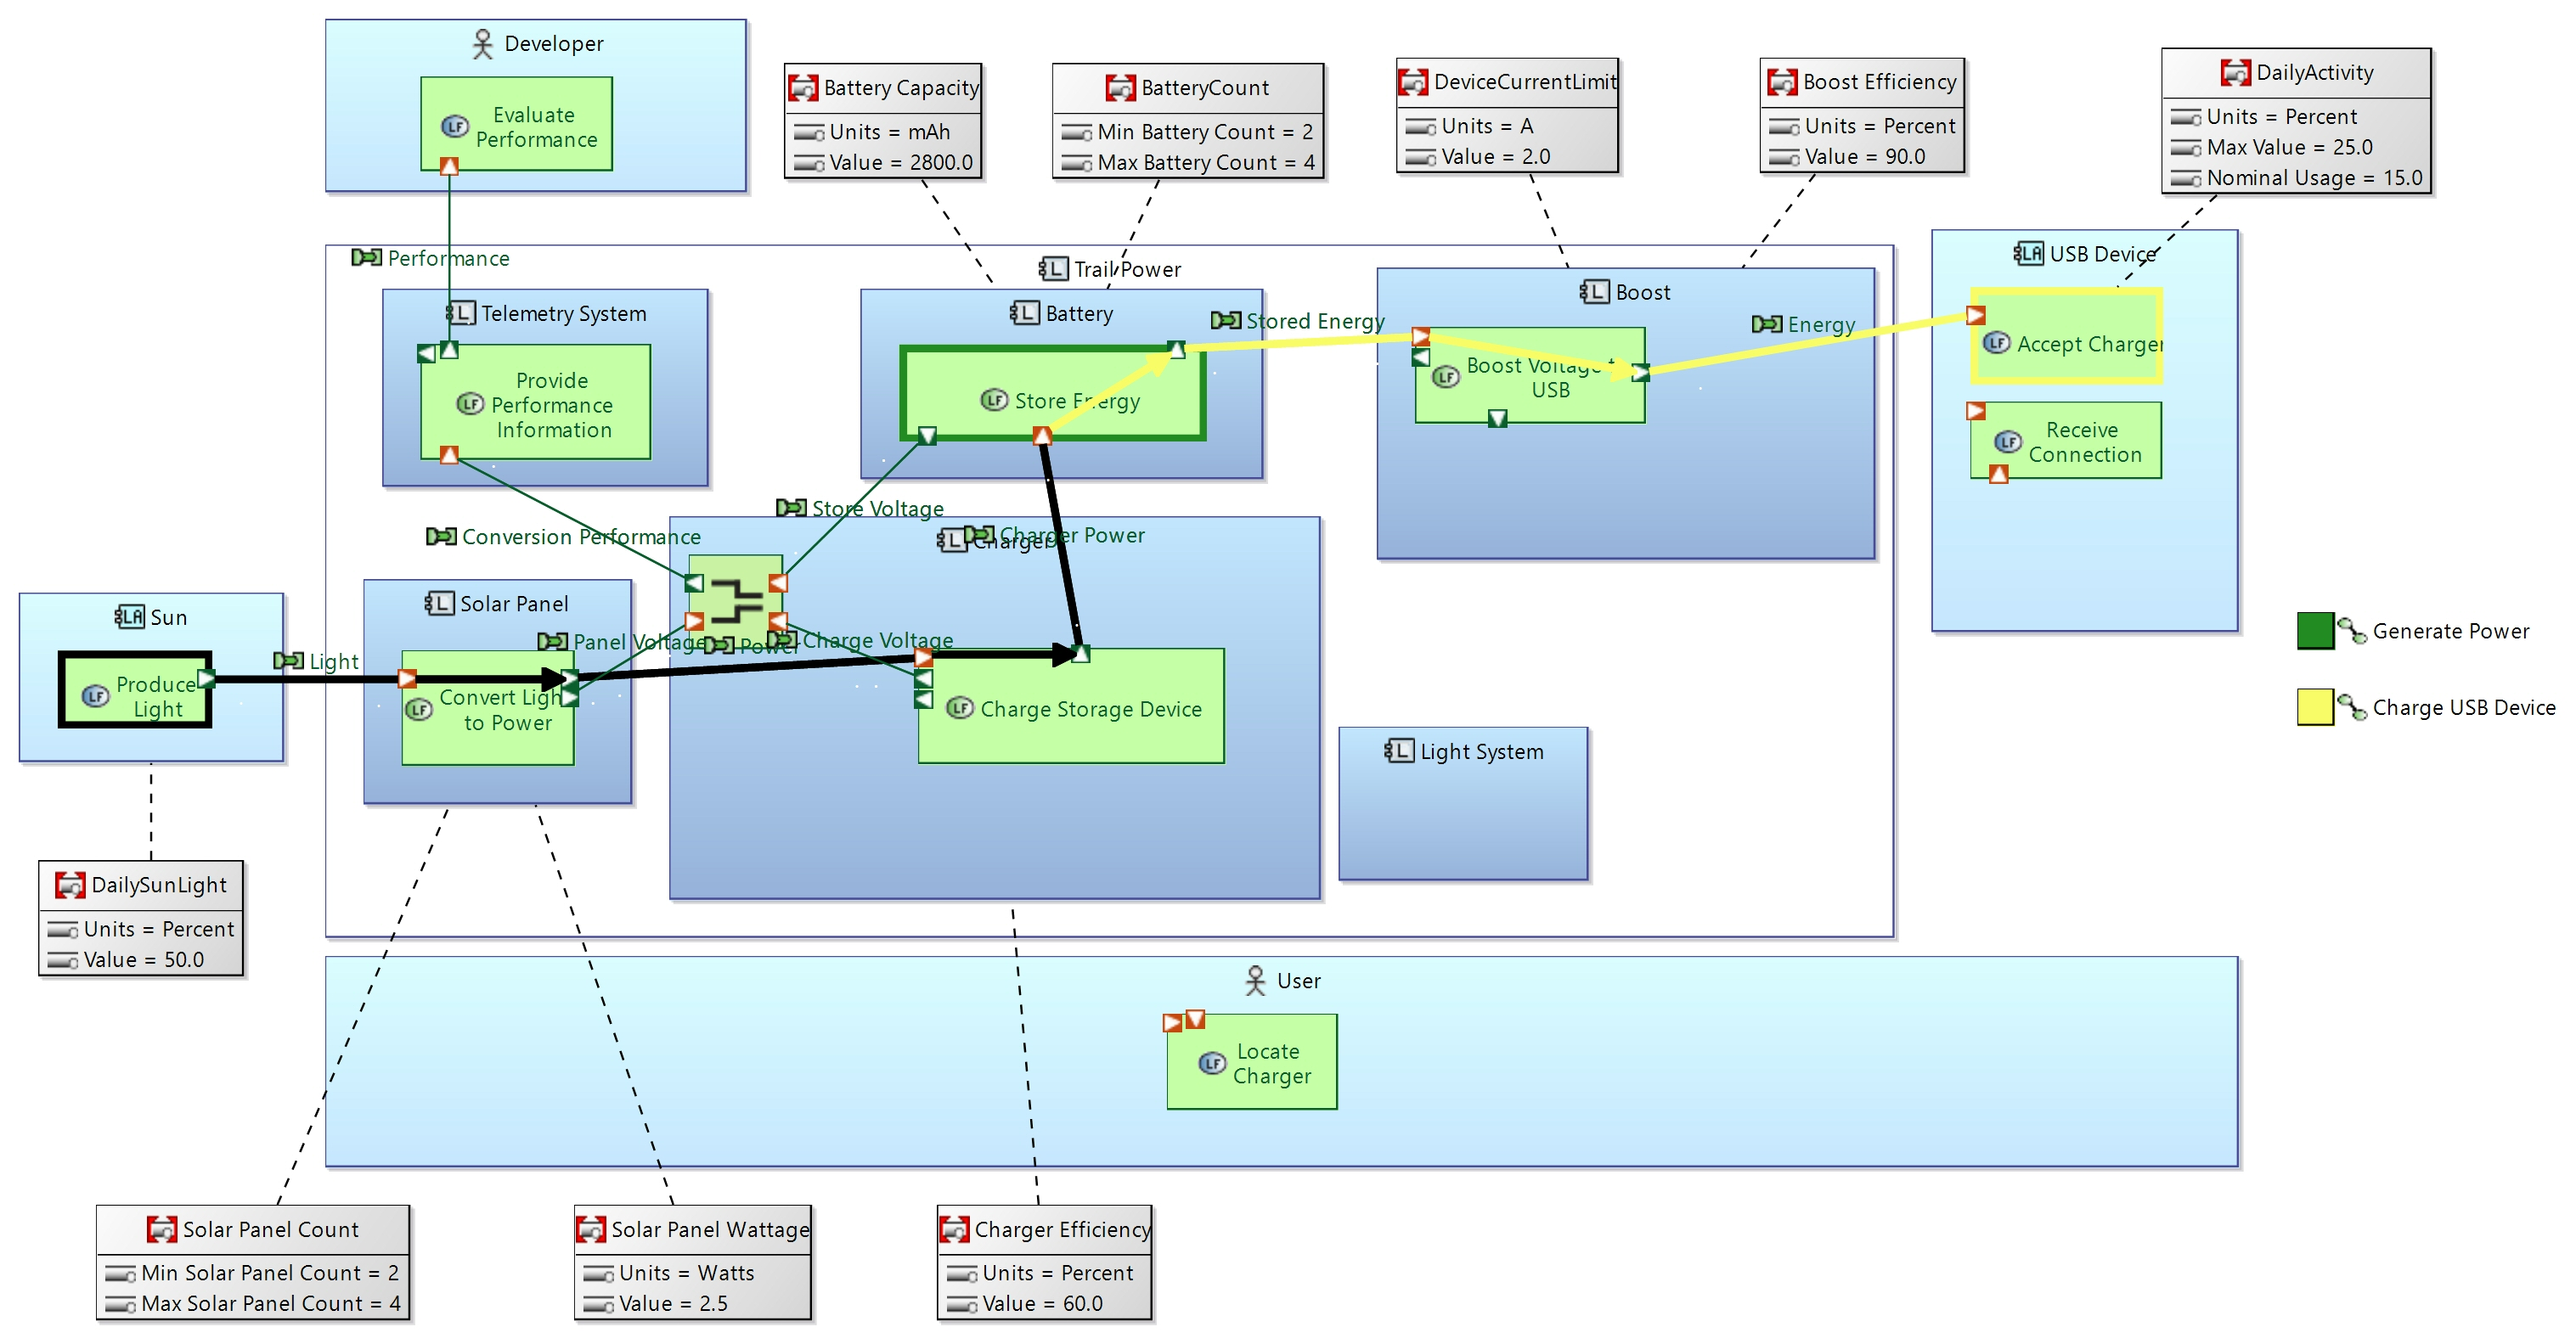 Developer
Evaluate
Performance
Battery Capacity
Units = mAh
Value = 2800.0
BatteryCount
Min Battery Count = 2
Max Battery Count = 4
DeviceCurrentLimit
Units = A
Value = 2.0
Boost Efficiency
Units = Percent
Value = 90.0
DailyActivity
Units = Percent
Max Value = 25.0
Nominal Usage = 15.0
Performance
Trail Power
Telemetry System
Provide
Performance
Information
Battery
Store Energy
Stored Energy
Boost
Boost Voltage
USB
Energy
USB Device
Accept Charger
Receive
Connection
Store Voltage
Conversion Performance
Charger
Charger Power
Sun
Produce
Light
Light
Solar Panel
Convert Light
to Power
Panel Voltage
Power
Charge Voltage
Charge Storage Device
Light System
Generate Power
Charge USB Device
DailySunLight
Units = Percent
Value = 50.0
User
Locate
Charger
Solar Panel Count
Min Solar Panel Count = 2
Max Solar Panel Count = 4
Solar Panel Wattage
Units = Watts
Value = 2.5
Charger Efficiency
Units = Percent
Value = 60.0